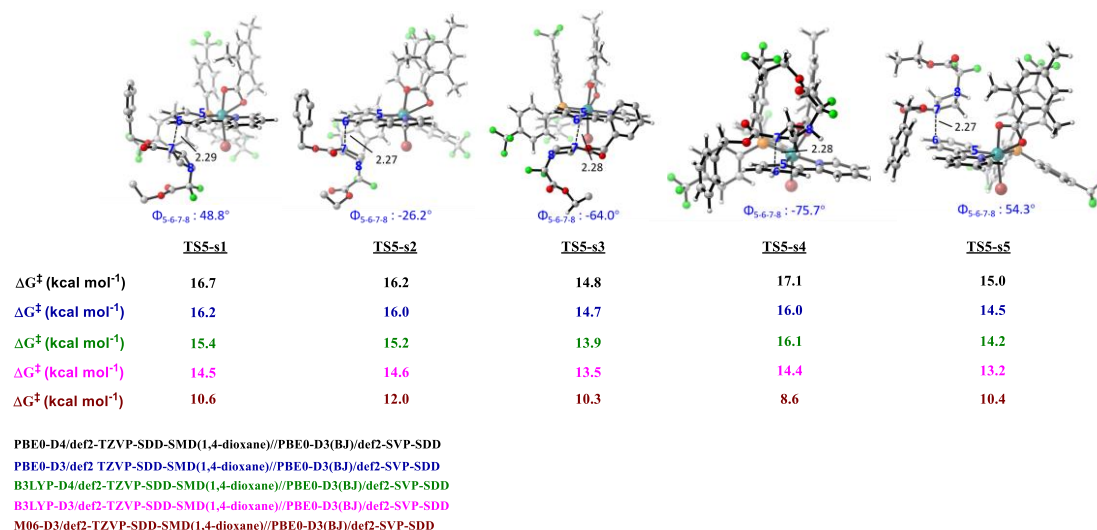 5 6 7 8 2.29
6 5 7 8 2.27
5 6 8 7 2.28
7 8 5 6 2.28
8 7 6 5 2.27
Φ5-6-7-8 : 48.8° Φ5-6-7-8 : -26.2° Φ5-6-7-8 : -64.0° Φ5-6-7-8 : -75.7° Φ5-6-7-8 : 54.3°
TS5-s1 TS5-s2 TS5-s3 TS5-s4 TS5-s5
ΔG‡ (kcal mol-1) 16.7 16.2 14.8 17.1 15.0
ΔG‡ (kcal mol-1) 16.2 16.0 14.7 16.0 14.5
ΔG‡ (kcal mol-1) 15.4 15.2 13.9 16.1 14.2
ΔG‡ (kcal mol-1) 14.5 14.6 13.5 14.4 13.2
ΔG‡ (kcal mol-1) 10.6 12.0 10.3 8.6 10.4
PBE0-D4/def2-TZVP-SDD-SMD(1,4-dioxane)//PBE0-D3(BJ)/def2-SVP-SDD
PBE0-D3/def2 TZVP-SDD-SMD(1,4-dioxane)//PBE0-D3(BJ)/def2-SVP-SDD
B3LYP-D4/def2-TZVP-SDD-SMD(1,4-dioxane)//PBE0-D3(BJ)/def2-SVP-SDD
B3LYP-D3/def2-TZVP-SDD-SMD(1,4-dioxane)//PBE0-D3(BJ)/def2-SVP-SDD
M06-D3/def2-TZVP-SDD-SMD(1,4-dioxane)//PBE0-D3(BJ)/def2-SVP-SDD